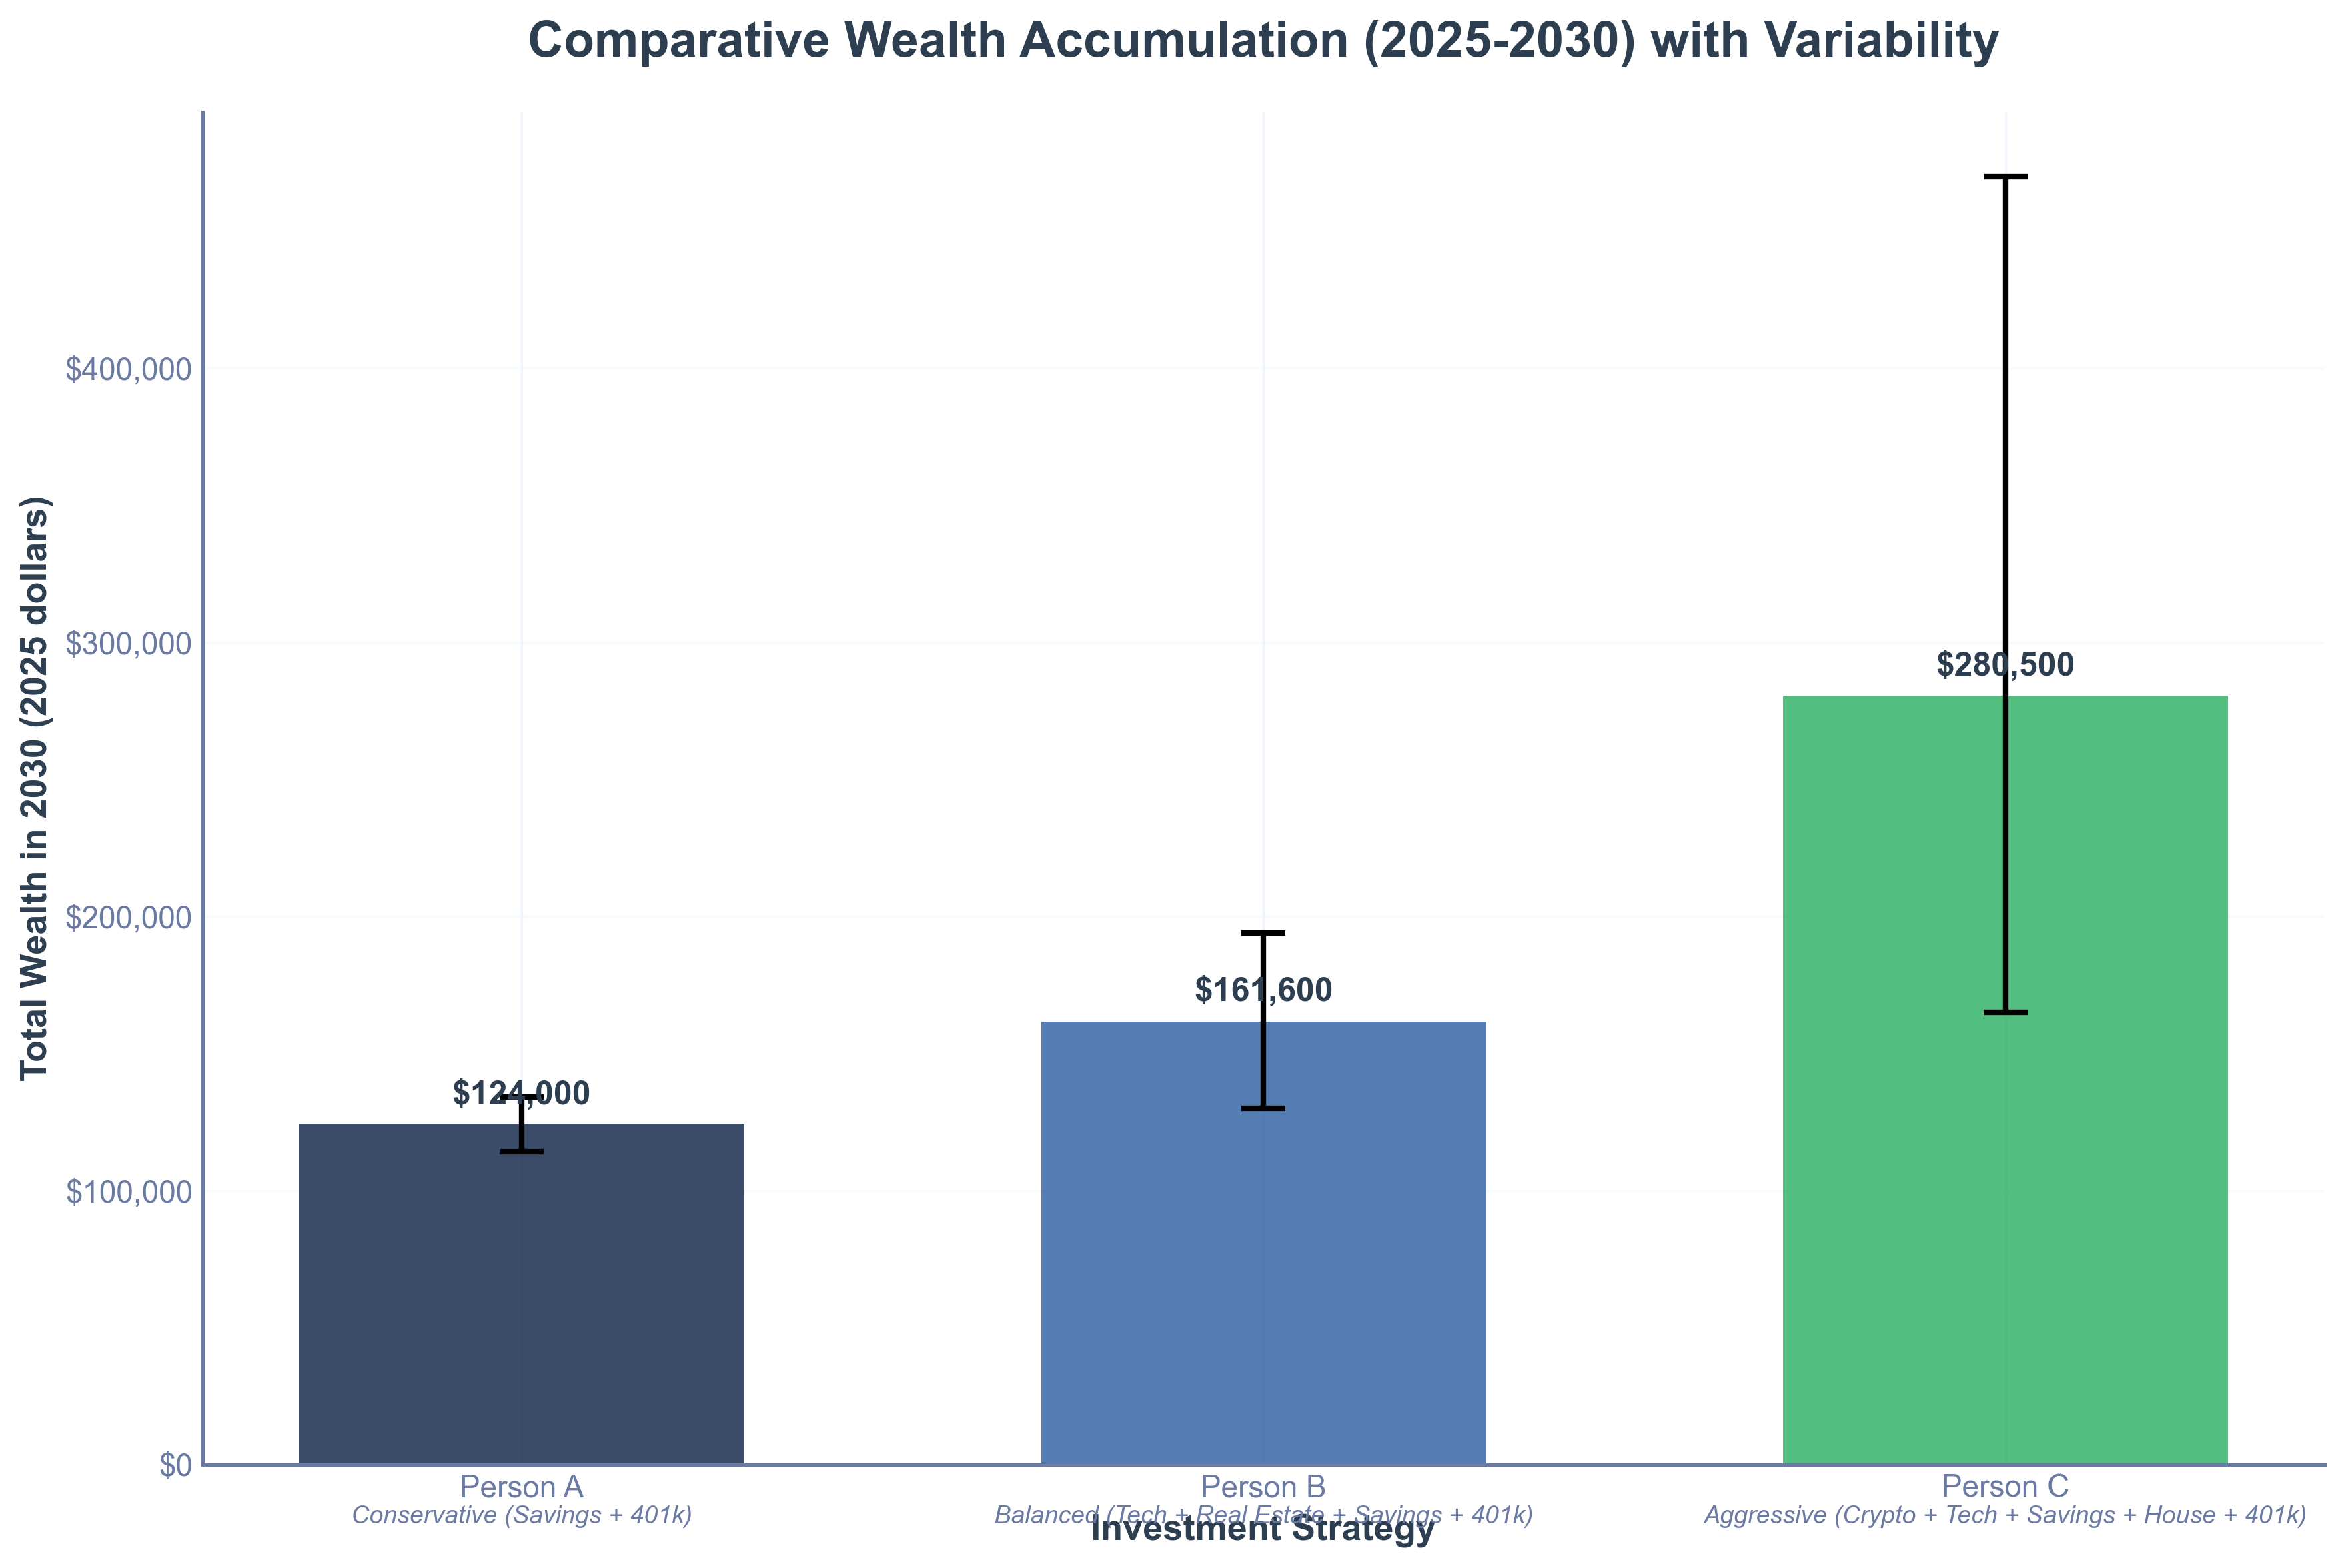 Comparative Wealth Accumulation (2025-2030) with Variability
Total Wealth in 2030 (2025 dollars)
$400,000
$300,000
$200,000
$100,000
$0
$124,000
$161,600
$280,500
Person A
Conservative (Savings + 401k)
Person B
Balanced (Tech + Real Estate + Savings + 401k)
Person C
Aggressive (Crypto + Tech + Savings + House + 401k)
Investment Strategy